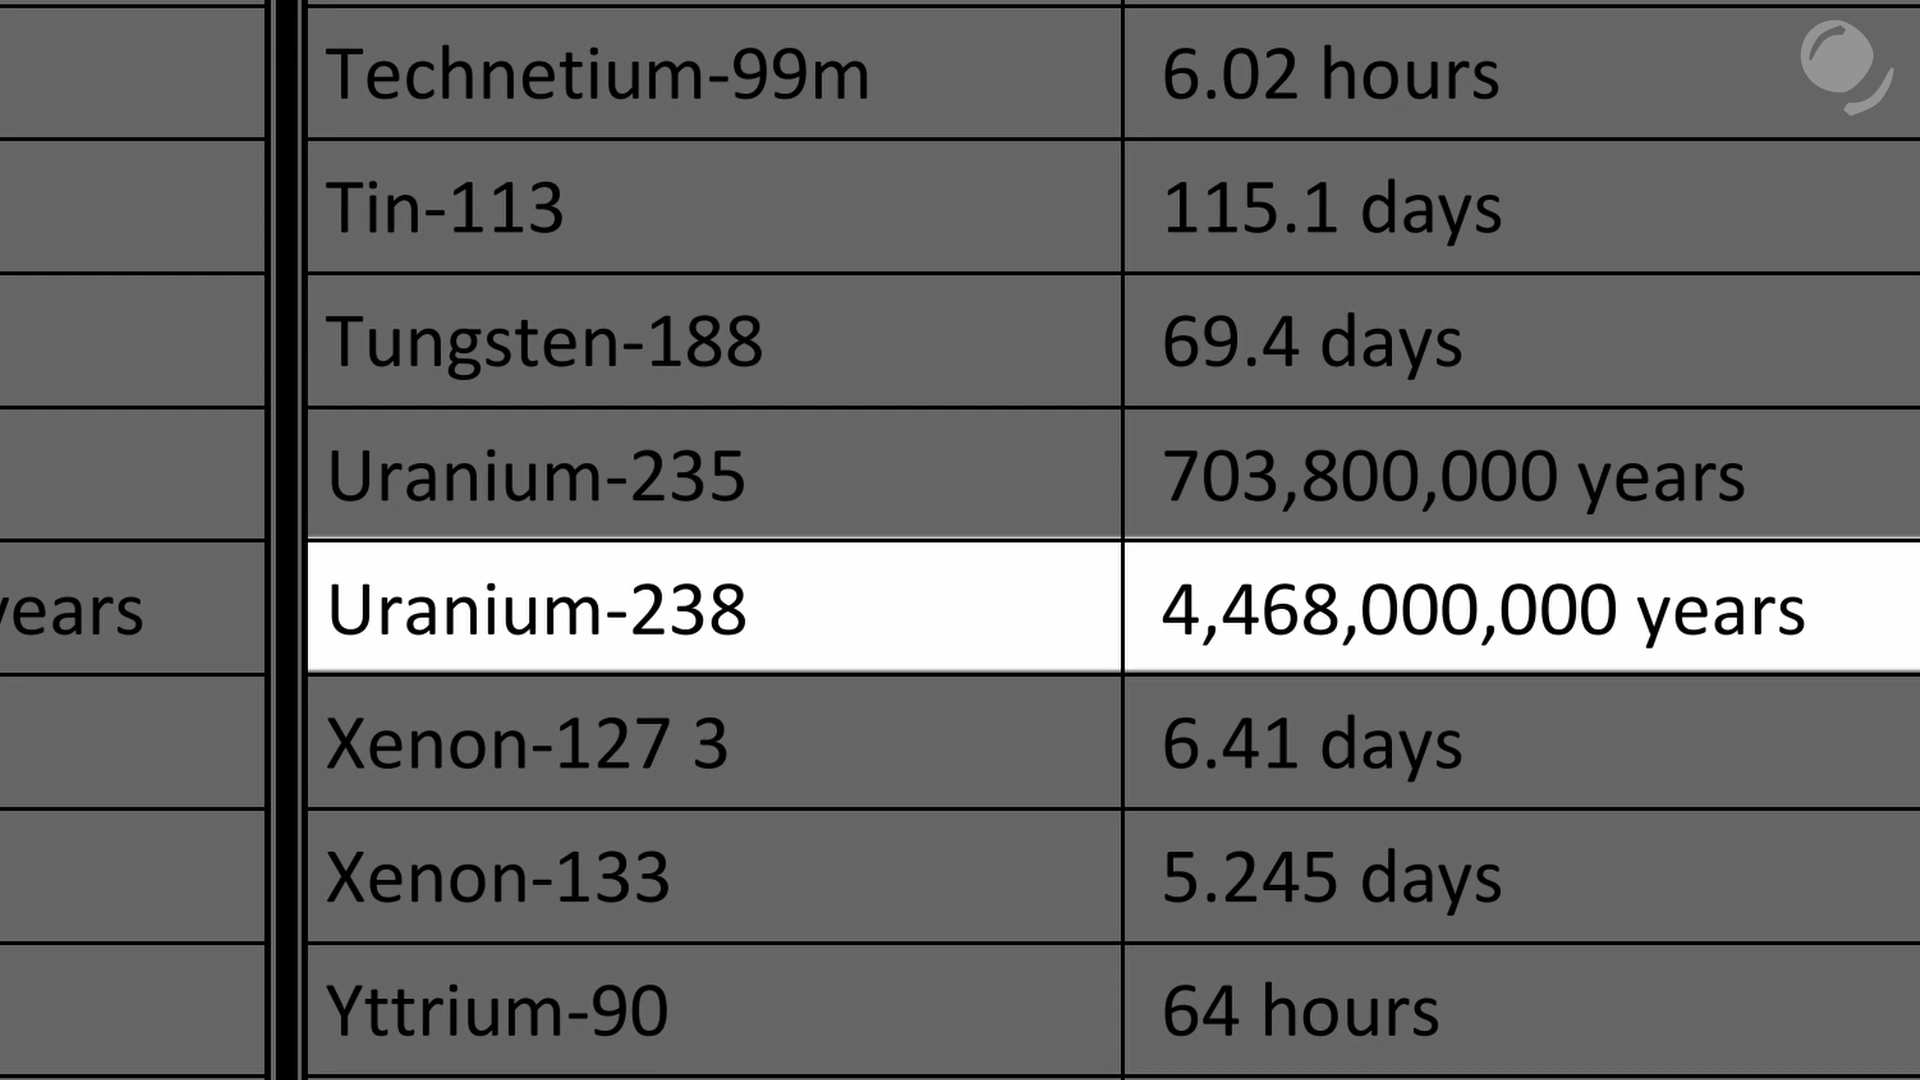 Technetium-99m 6.02 hours
Tin-113 115.1 days
Tungsten-188 69.4 days
Uranium-235 703,800,000 years
years Uranium-238 4,468,000,000 years
Xenon-127 3 6.41 days
Xenon-133 5.245 days
Yttrium-90 64 hours